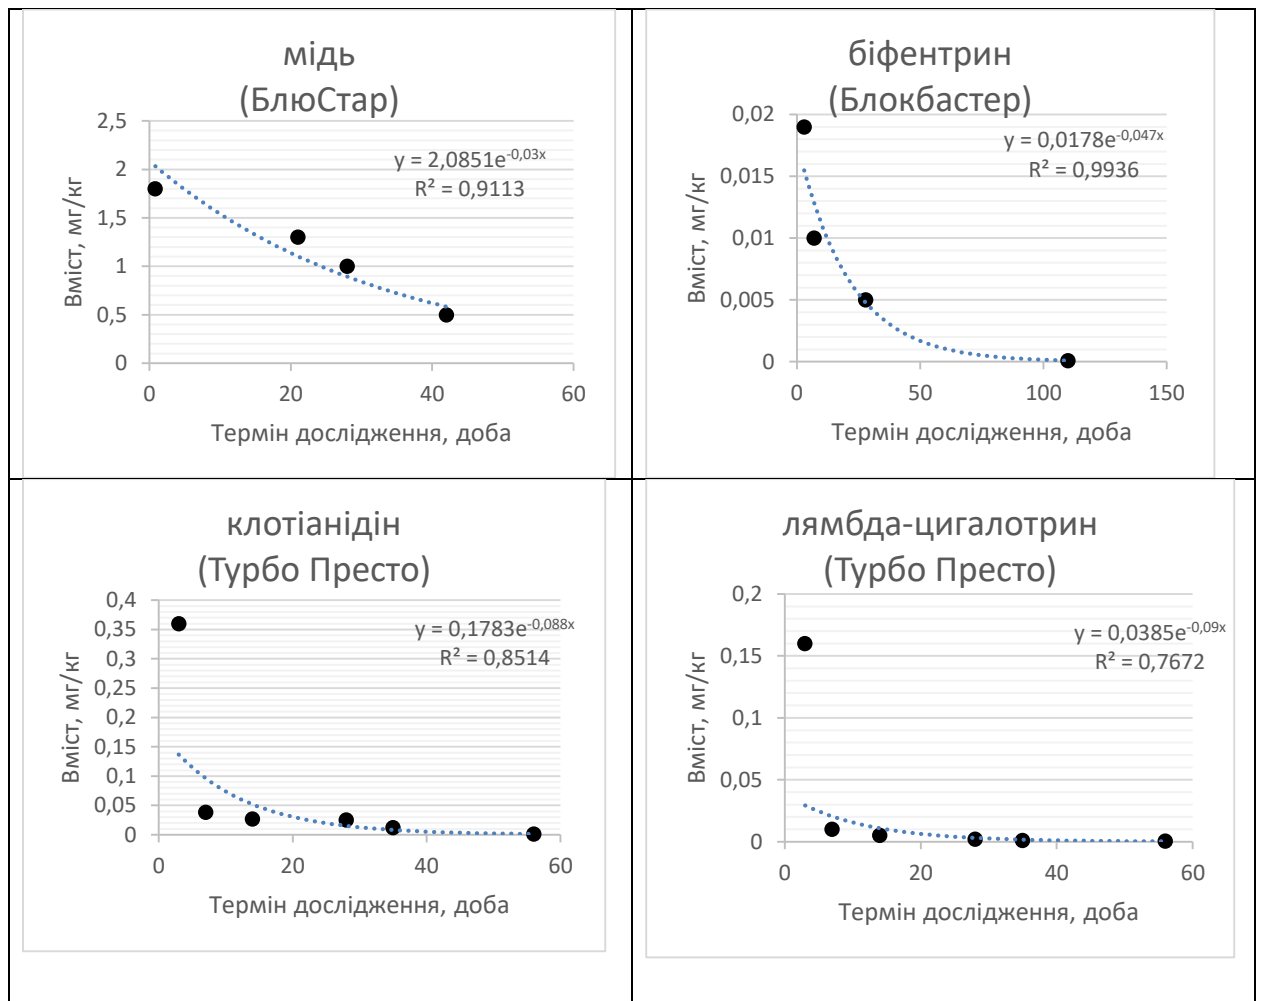 мідь
(БлюСтар)
2,5
2
1,5
1
0,5
0
0
20
40
60
y = 2,0851e^-0,03x
R² = 0,9113
Вміст, мг/кг
Термін дослідження, доба
біфентрин
(Блокбастер)
0,02
0,015
0,01
0,005
0
0
50
100
150
y = 0,0178e^-0,047x
R² = 0,9936
Вміст, мг/кг
Термін дослідження, доба
клотіанідін
(Турбо Престо)
0,4
0,35
0,3
0,25
0,2
0,15
0,1
0,05
0
0
20
40
60
y = 0,1783e^-0,088x
R² = 0,8514
Вміст, мг/кг
Термін дослідження, доба
лямбда-цигалотрин
(Турбо Престо)
0,2
0,15
0,1
0,05
0
0
20
40
60
y = 0,0385e^-0,09x
R² = 0,7672
Вміст, мг/кг
Термін дослідження, доба